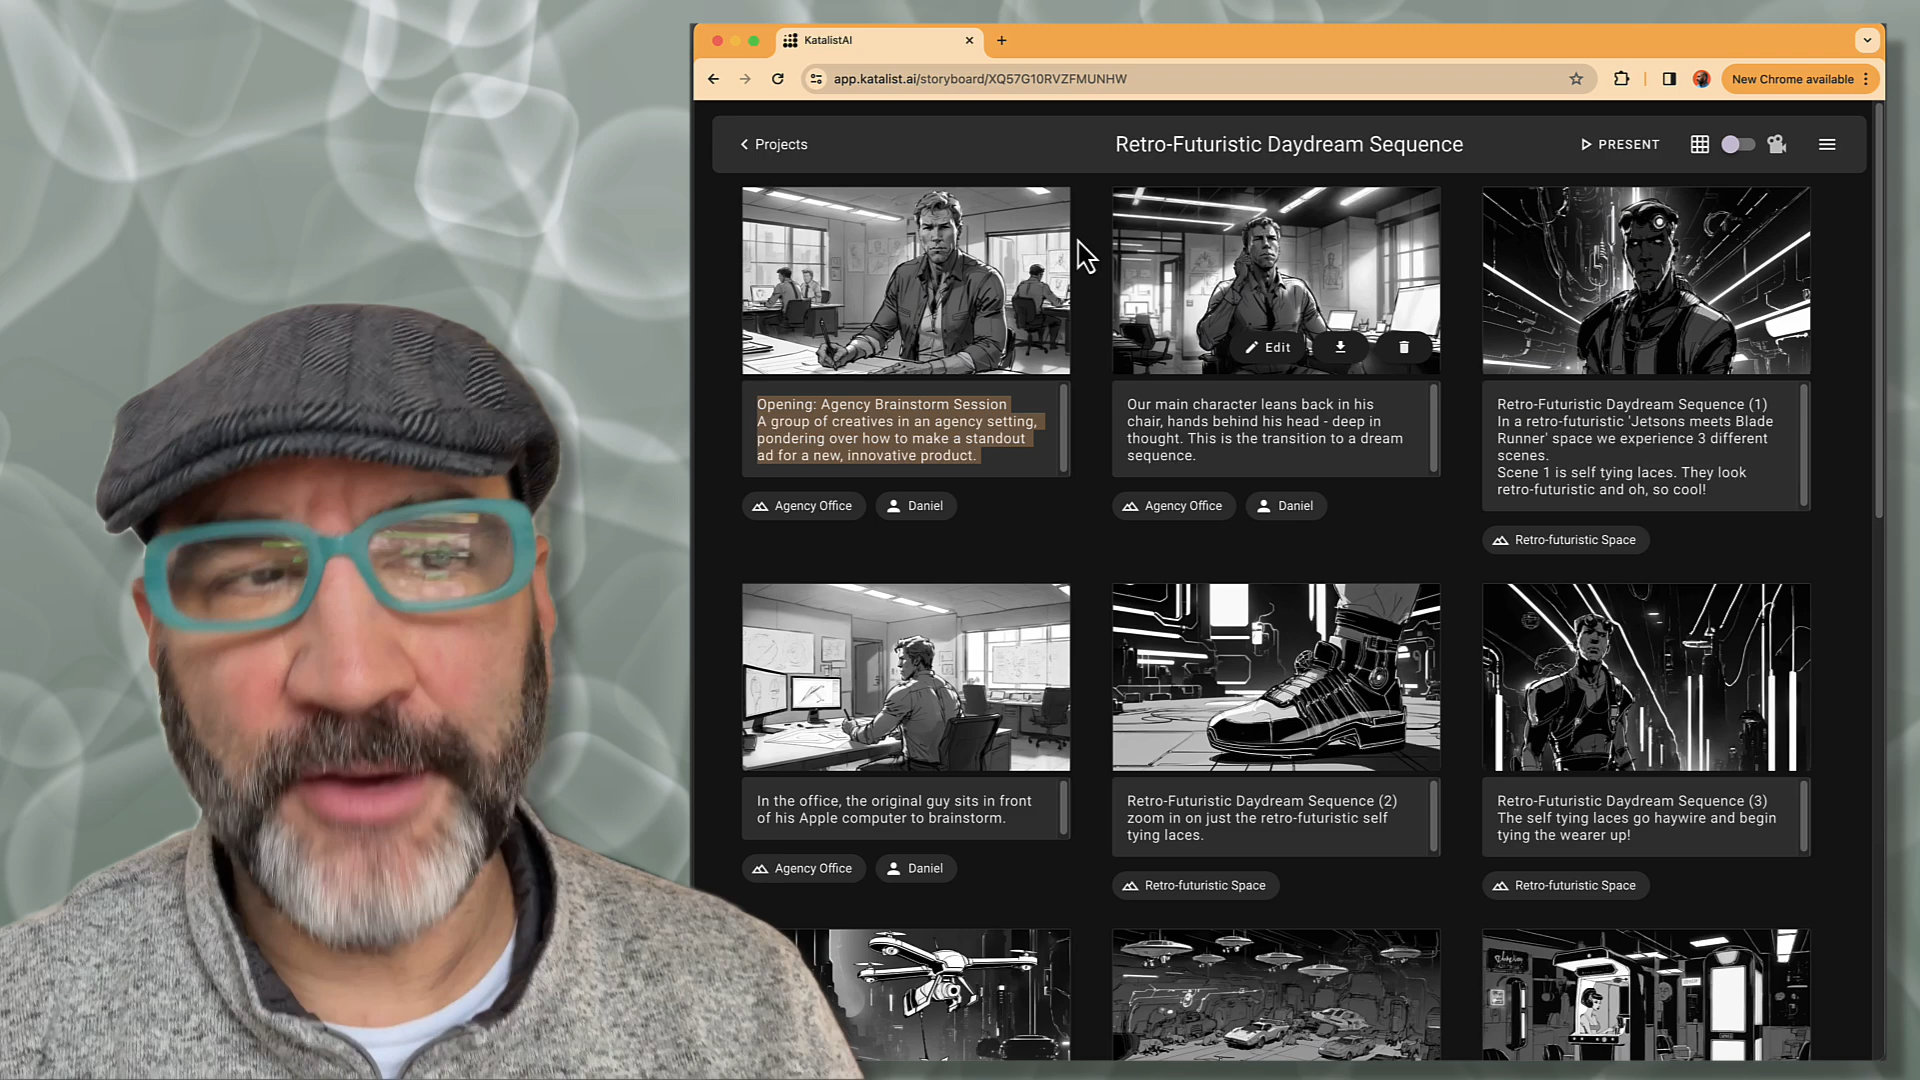 KatalistAI
app.katalist.ai/storyboard/XQ57G10RVZFMUNHW
New Chrome available
Projects
Retro-Futuristic Daydream Sequence
PRESENT
Edit
Opening: Agency Brainstorm Session
A group of creatives in an agency setting,
pondering over how to make a standout
ad for a new, innovative product.
Agency Office
Daniel
Our main character leans back in his
chair, hands behind his head - deep in
thought. This is the transition to a dream
sequence.
Agency Office
Daniel
Retro-Futuristic Daydream Sequence (1)
In a retro-futuristic 'Jetsons meets Blade
Runner' space we experience 3 different
scenes.
Scene 1 is self tying laces. They look
retro-futuristic and oh, so cool!
Retro-futuristic Space
In the office, the original guy sits in front
of his Apple computer to brainstorm.
Agency Office
Daniel
Retro-Futuristic Daydream Sequence (2)
zoom in on just the retro-futuristic self
tying laces.
Retro-futuristic Space
Retro-Futuristic Daydream Sequence (3)
The self tying laces go haywire and begin
tying the wearer up!
Retro-futuristic Space